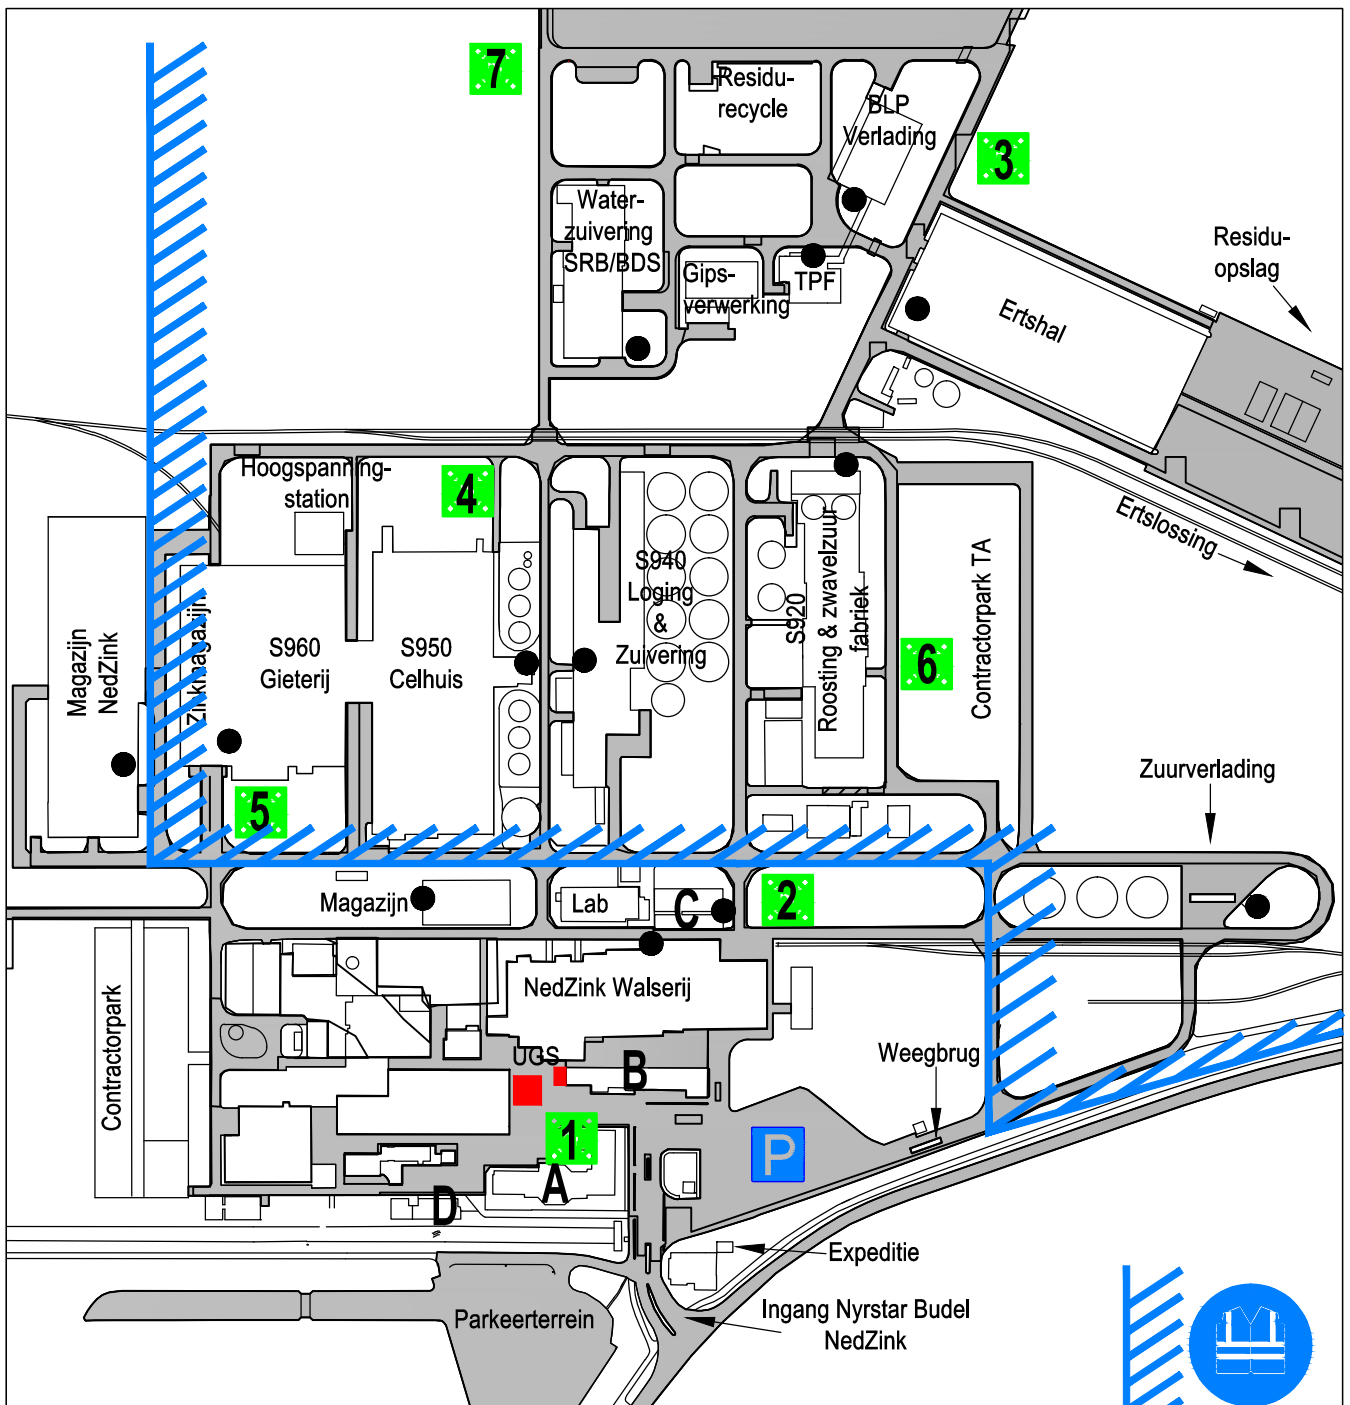 7
Residu-
recycle
BLP
Verlading
3
Water-
zuivering
SRB/BDS
Gips-
verwerking
TPF
Residu-
opslag
Ertshal
Hoogspanning-
station
4
Ertslossing
S940
Loging
&
Zuivering
S920
Roosting & zwavelzuur
fabriek
Contractorpark TA
6
Magazijn
NedZink
Zinkmagazijn
S960
Gieterij
S950
Celhuis
5
Zuurverlading
Magazijn
Lab
C
2
NedZink Walserij
Contractorpark
UGS
B
Weegbrug
1
A
P
D
Expeditie
Parkeerterrein
Ingang Nyrstar Budel
NedZink